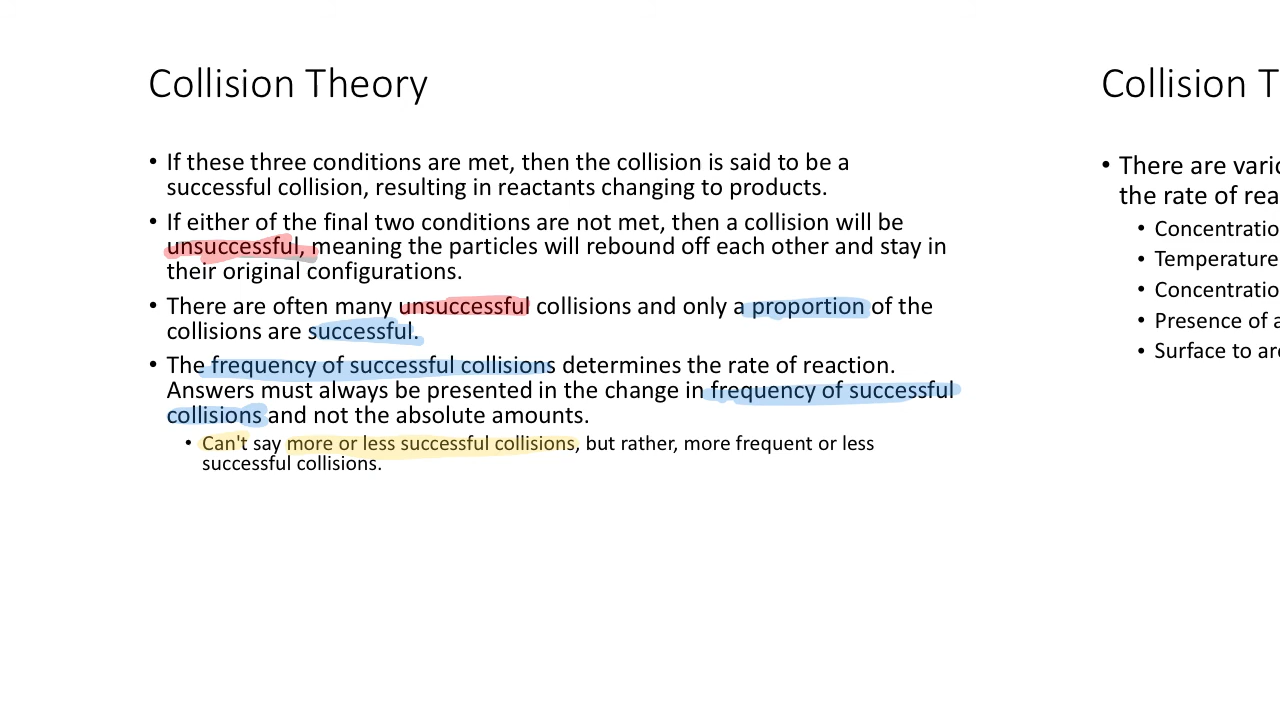 Collision Theory
• If these three conditions are met, then the collision is said to be a
successful collision, resulting in reactants changing to products.
• If either of the final two conditions are not met, then a collision will be
unsuccessful, meaning the particles will rebound off each other and stay in
their original configurations.
• There are often many unsuccessful collisions and only a proportion of the
collisions are successful.
• The frequency of successful collisions determines the rate of reaction.
Answers must always be presented in the change in frequency of successful
collisions and not the absolute amounts.
• Can't say more or less successful collisions, but rather, more frequent or less
successful collisions.
Collision
• There are
the rate of
•
• Temperature
•
• Presence of
• Surface to